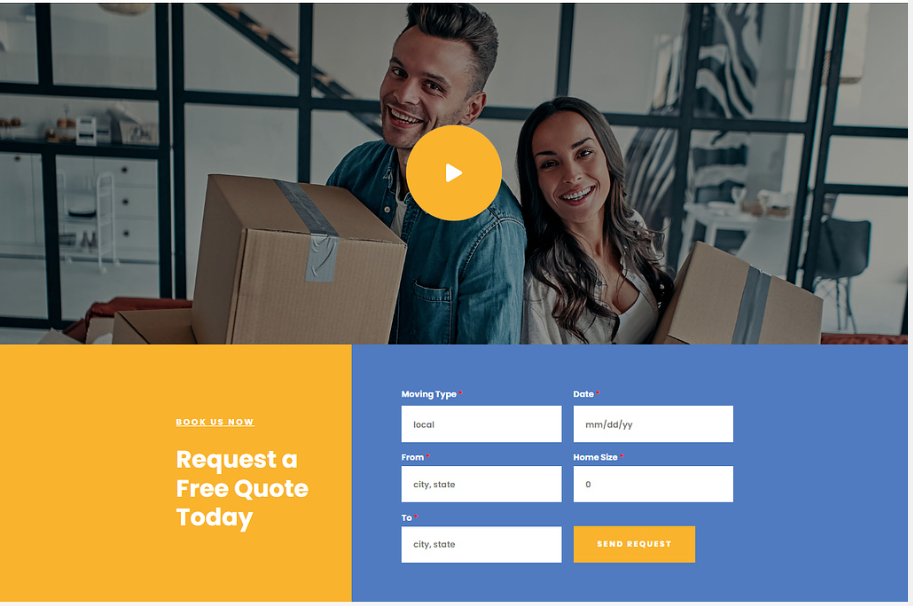 BOOK US NOW
Request a
Free Quote
Today
Moving Type *
Date *
local
mm/dd/yy
From *
Home Size *
city, state
0
To *
city, state
SEND REQUEST